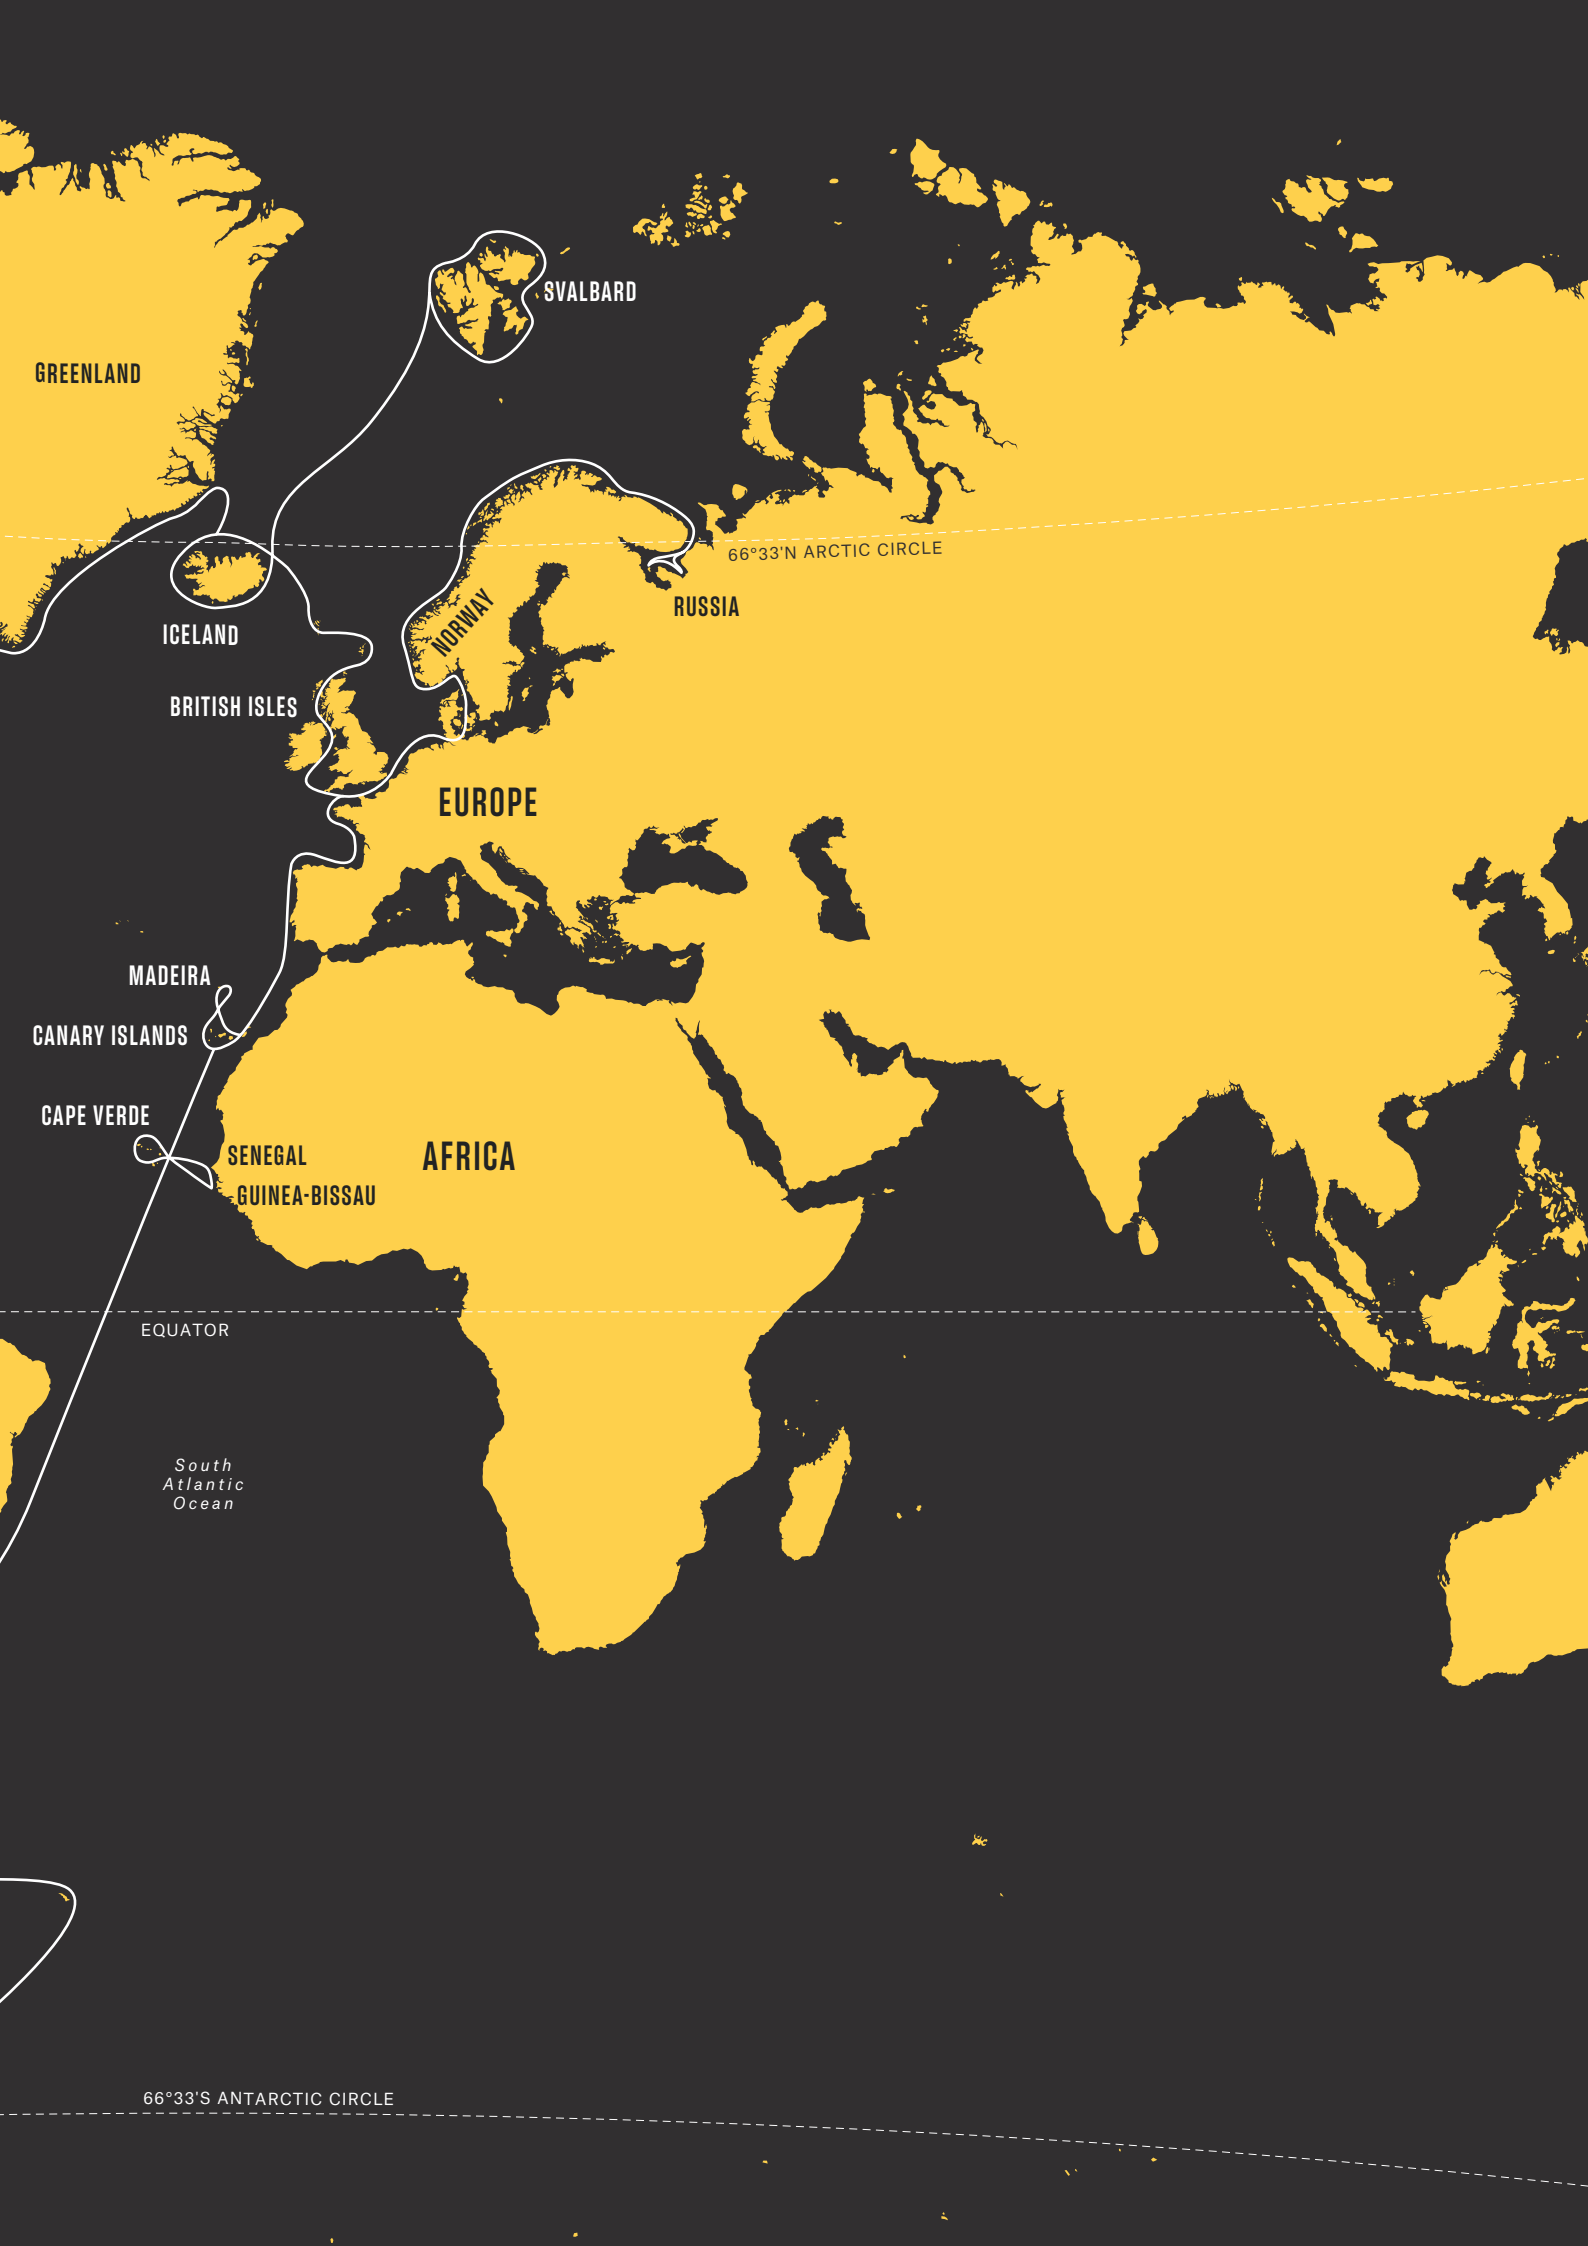 SVALBARD
GREENLAND
66°33'N ARCTIC CIRCLE
NORWAY
RUSSIA
ICELAND
BRITISH ISLES
EUROPE
MADEIRA
CANARY ISLANDS
CAPE VERDE
SENEGAL
AFRICA
GUINEA-BISSAU
EQUATOR
South
Atlantic
Ocean
66°33'S ANTARCTIC CIRCLE